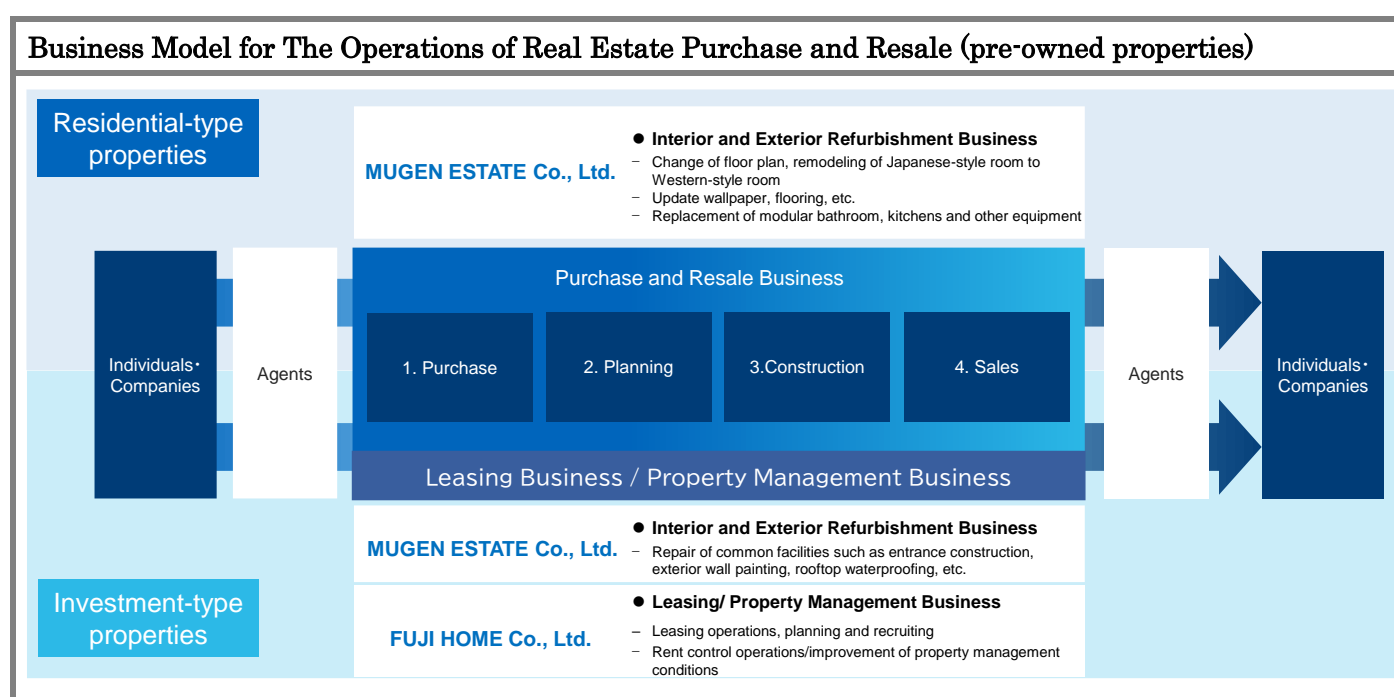 Business Model for The Operations of Real Estate Purchase and Resale (pre-owned properties)
Residential-type
properties
MUGEN ESTATE Co., Ltd.
● Interior and Exterior Refurbishment Business
－ Change of floor plan, remodeling of Japanese-style room to
Western-style room
－ Update wallpaper, flooring, etc.
－ Replacement of modular bathroom, kitchens and other equipment
Individuals・
Companies
Agents
Purchase and Resale Business
1. Purchase
2. Planning
3.Construction
4. Sales
Leasing Business / Property Management Business
Agents
Individuals・
Companies
MUGEN ESTATE Co., Ltd.
● Interior and Exterior Refurbishment Business
－ Repair of common facilities such as entrance construction,
exterior wall painting, rooftop waterproofing, etc.
Investment-type
properties
FUJI HOME Co., Ltd.
● Leasing/ Property Management Business
－ Leasing operations, planning and recruiting
－ Rent control operations/improvement of property management
conditions